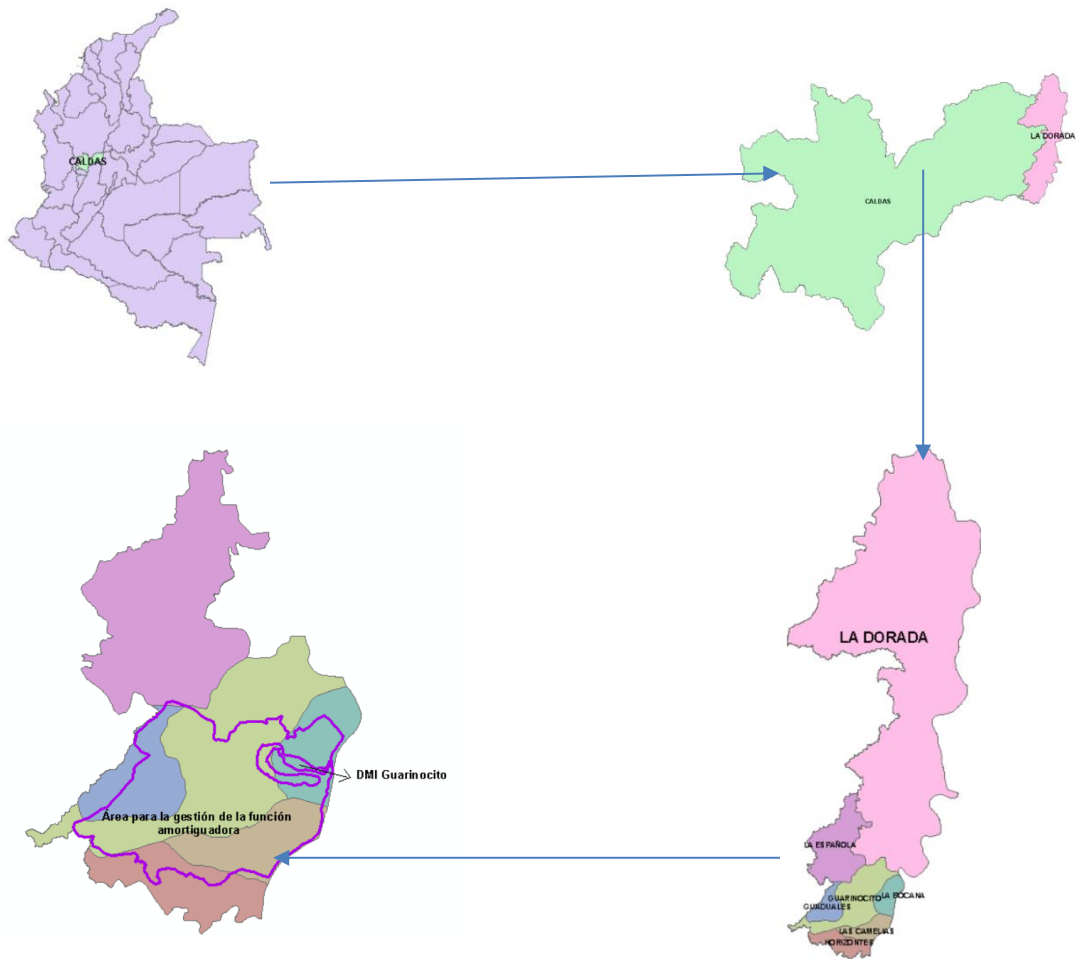 CALDAS
LA DORADA
CALDAS
DMI Guarinocito
Área para la gestión de la función
amortiguadora
LA DORADA
LA ESPAÑOLA
LA BOCANA
GUARINOCITO
GUADUALES
LAS CAMELIAS
HORIZONTES